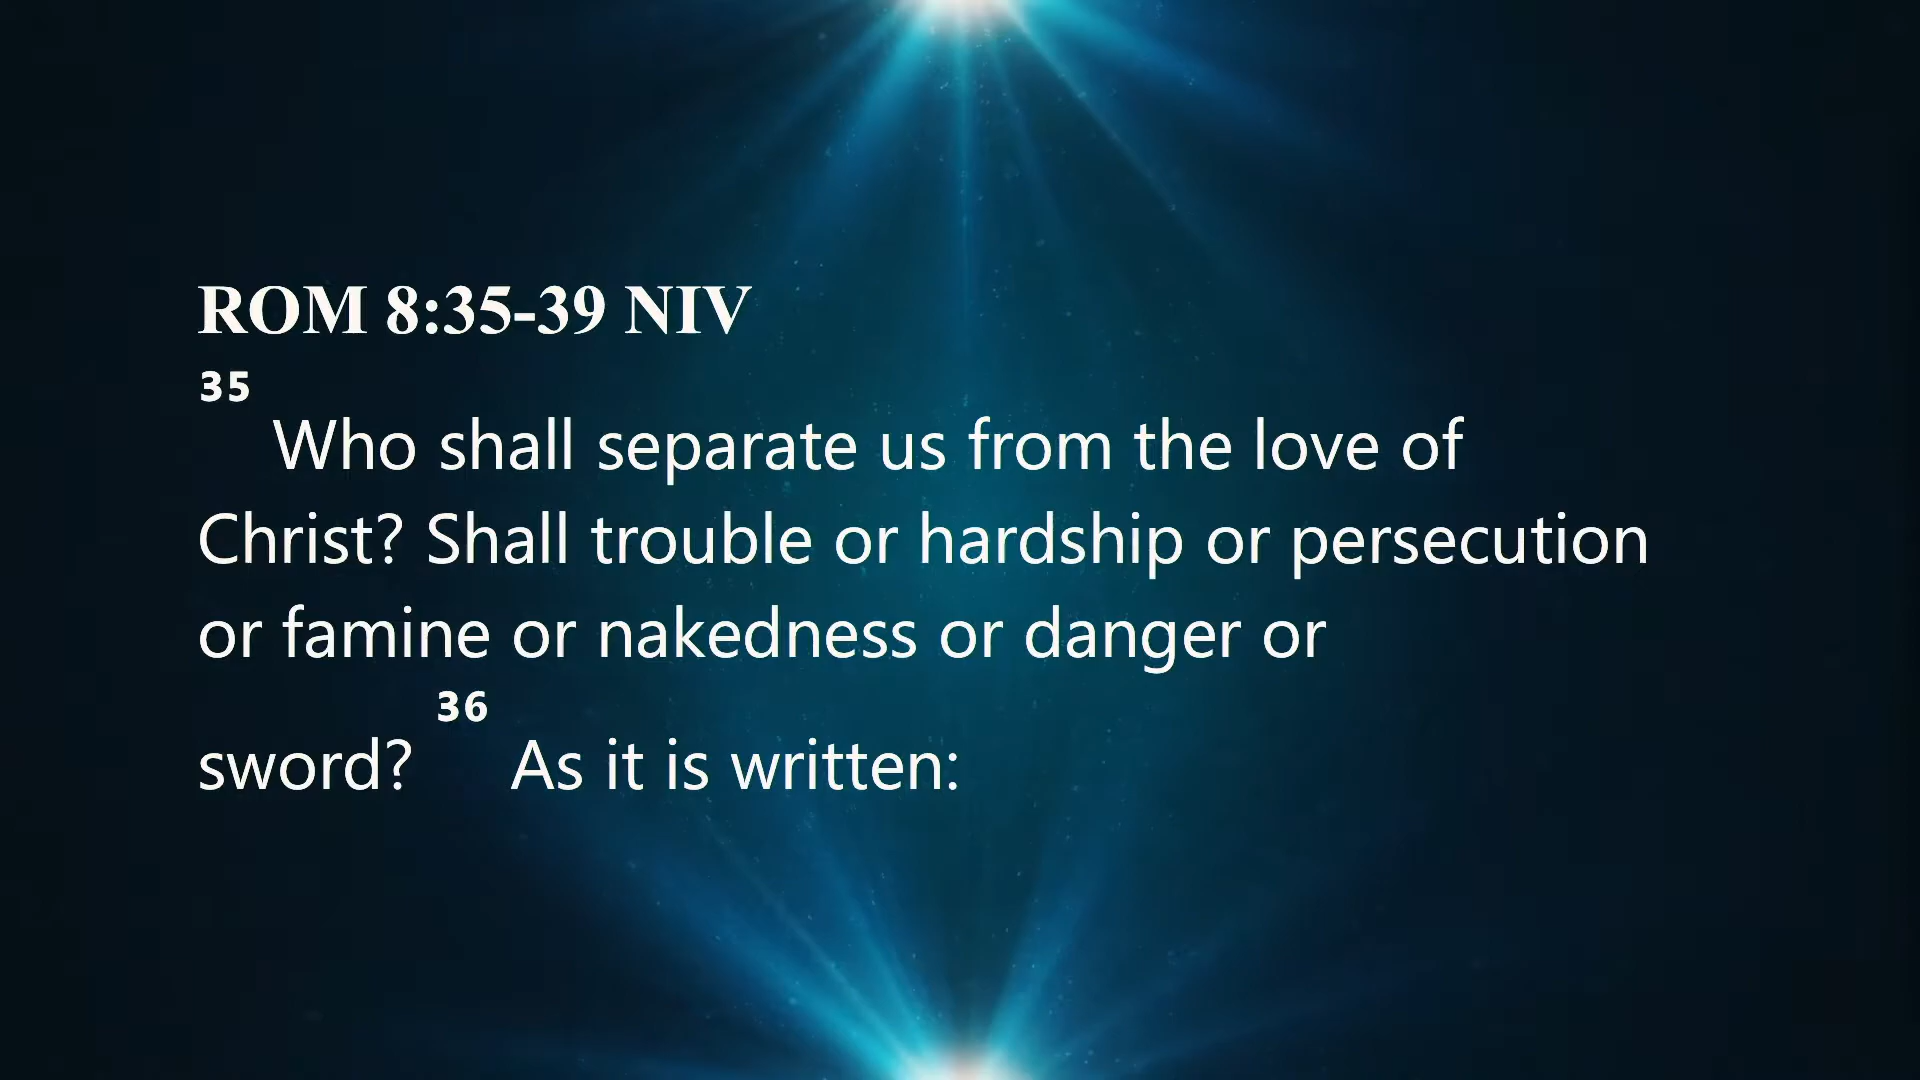 ROM 8:35-39 NIV
35 Who shall separate us from the love of
Christ? Shall trouble or hardship or persecution
or famine or nakedness or danger or
sword? 36 As it is written: